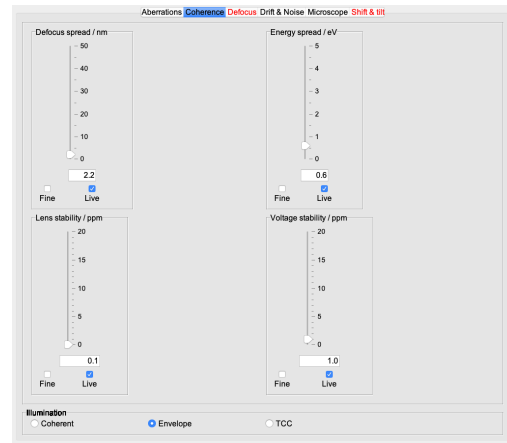 Aberrations Coherence Defocus Drift & Noise Microscope Shift & tilt
Defocus spread / nm
50
40
30
20
10
0
2.2
Fine Live
Energy spread / eV
5
4
3
2
1
0
0.6
Fine Live
Lens stability / ppm
20
15
10
5
0
0.1
Fine Live
Voltage stability / ppm
20
15
10
5
0
1.0
Fine Live
Illumination
Coherent Envelope TCC